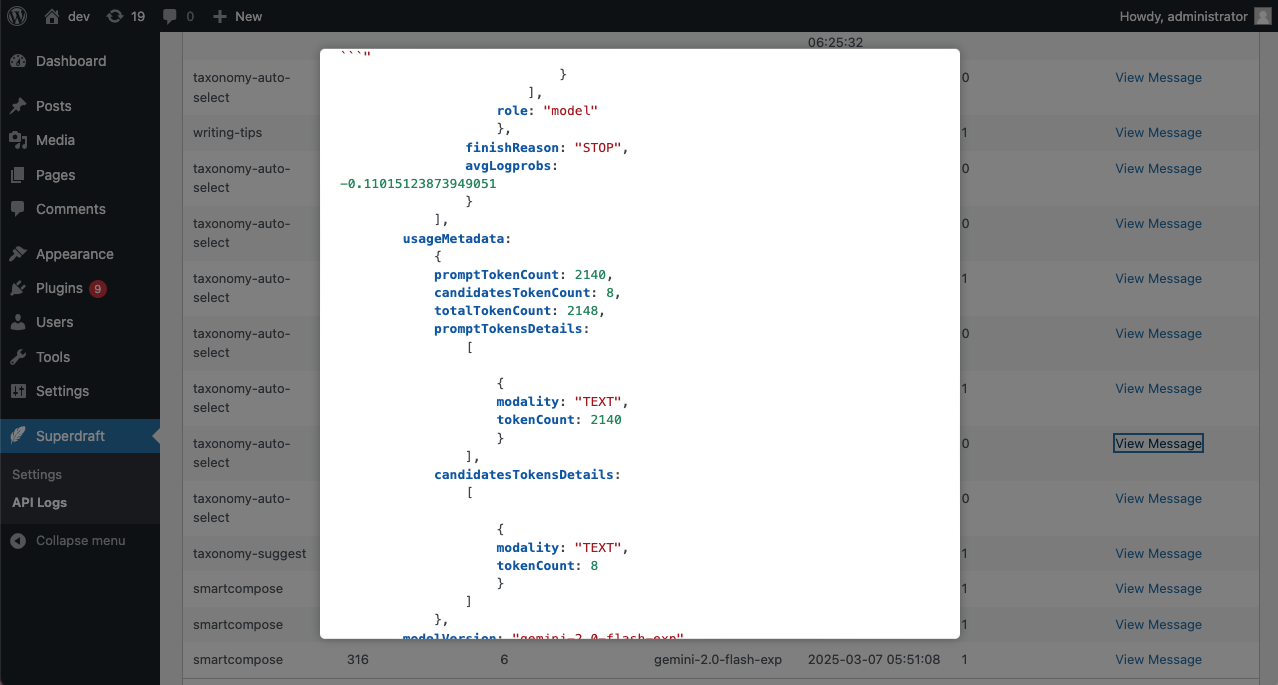 dev
19
0
New
Howdy, administrator
Dashboard
Posts
Media
Pages
Comments
Appearance
Plugins 9
Users
Tools
Settings
Superdraft
Settings
API Logs
Collapse menu
06:25:32
taxonomy-auto-
select
0
View Message
writing-tips
1
View Message
taxonomy-auto-
select
0
View Message
taxonomy-auto-
select
0
View Message
taxonomy-auto-
select
1
View Message
taxonomy-auto-
select
0
View Message
taxonomy-auto-
select
1
View Message
taxonomy-auto-
select
0
View Message
taxonomy-auto-
select
0
View Message
taxonomy-suggest
1
View Message
smartcompose
1
View Message
smartcompose
1
View Message
smartcompose 316 6 gemini-2.0-flash-exp 2025-03-07 05:51:08 1 View Message
```"
}
],
role: "model"
},
finishReason: "STOP",
avgLogprobs:
-0.11015123873949051
}
],
usageMetadata:
{
promptTokenCount: 2140,
candidatesTokenCount: 8,
totalTokenCount: 2148,
promptTokensDetails:
[
{
modality: "TEXT",
tokenCount: 2140
}
],
candidatesTokensDetails:
[
{
modality: "TEXT",
tokenCount: 8
}
]
},
modelVersion: "gemini-2.0-flash-exp"